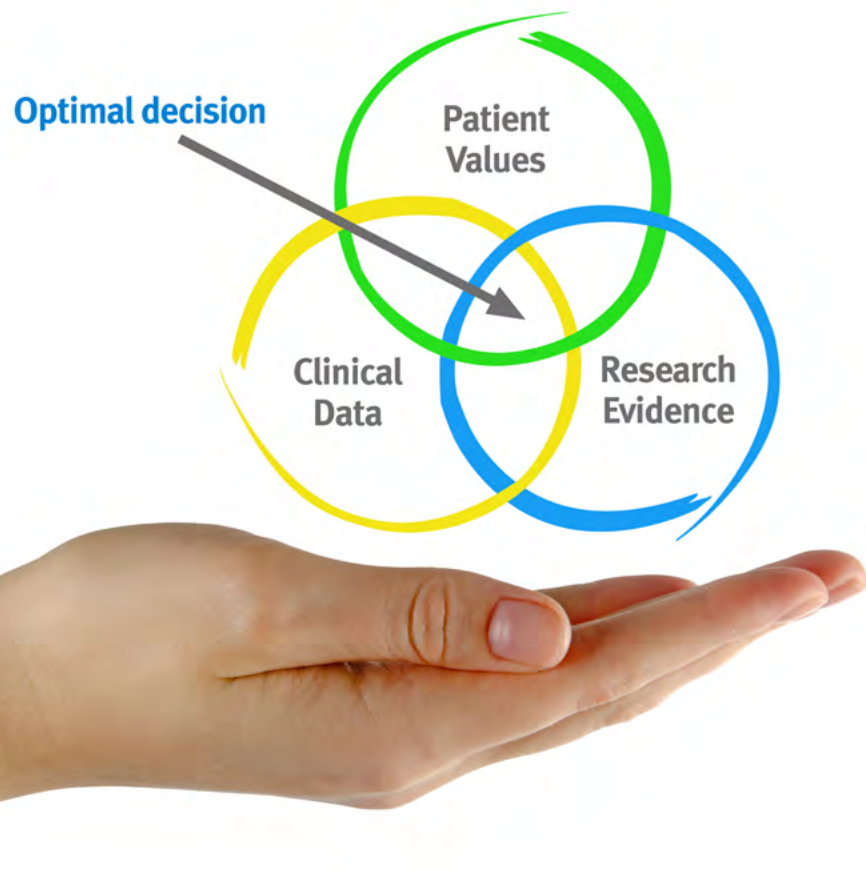 Optimal decision
Patient
Values
Clinical
Data
Research
Evidence